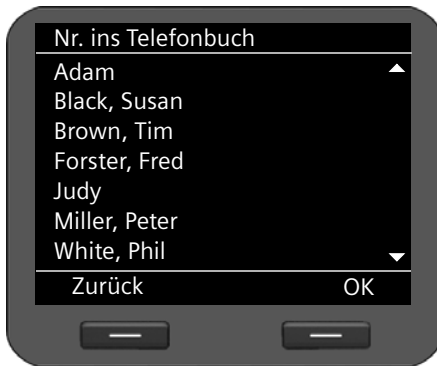 Nr. ins Telefonbuch
Adam
Black, Susan
Brown, Tim
Forster, Fred
Judy
Miller, Peter
White, Phil
Zurück OK